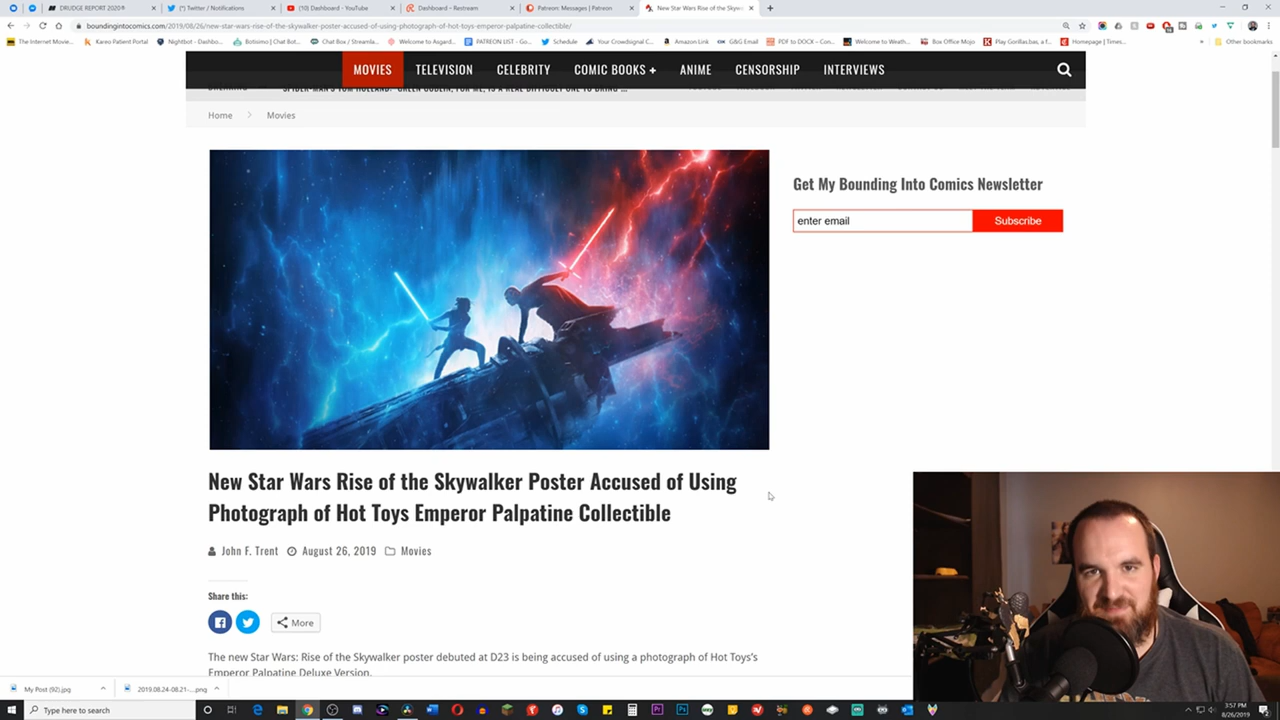 DRUDGE REPORT 2020®
(*) Twitter / Notifications
(10) Dashboard - YouTube
Dashboard - Restream
Patreon: Messages | Patreon
New Star Wars Rise of the Skywa
boundingintocomics.com/2019/08/26/new-star-wars-rise-of-the-skywalker-poster-accused-of-using-photograph-of-hot-toys-emperor-palpatine-collectible/
The Internet Movie...
Kareo Patient Portal
Nightbot - Dashbo...
Botisimo | Chat Bot...
Chat Box / Streamla...
Welcome to Asgard...
PATREON LIST - Go...
Schedule
Your Crowdsignal C...
Amazon Link
G&G Email
PDF to DOCX – Con...
Welcome to Weath...
Box Office Mojo
Play Gorillas.bas, a f...
Homepage | Times...
Other bookmarks
MOVIES TELEVISION CELEBRITY COMIC BOOKS + ANIME CENSORSHIP INTERVIEWS
Home > Movies
Get My Bounding Into Comics Newsletter
enter email Subscribe
New Star Wars Rise of the Skywalker Poster Accused of Using
Photograph of Hot Toys Emperor Palpatine Collectible
John F. Trent August 26, 2019 Movies
Share this:
More
The new Star Wars: Rise of the Skywalker poster debuted at D23 is being accused of using a photograph of Hot Toys's
Emperor Palpatine Deluxe Version.
My Post (92).jpg
2019.08.24-08.21-....png
Type here to search
3:57 PM
8/26/2019